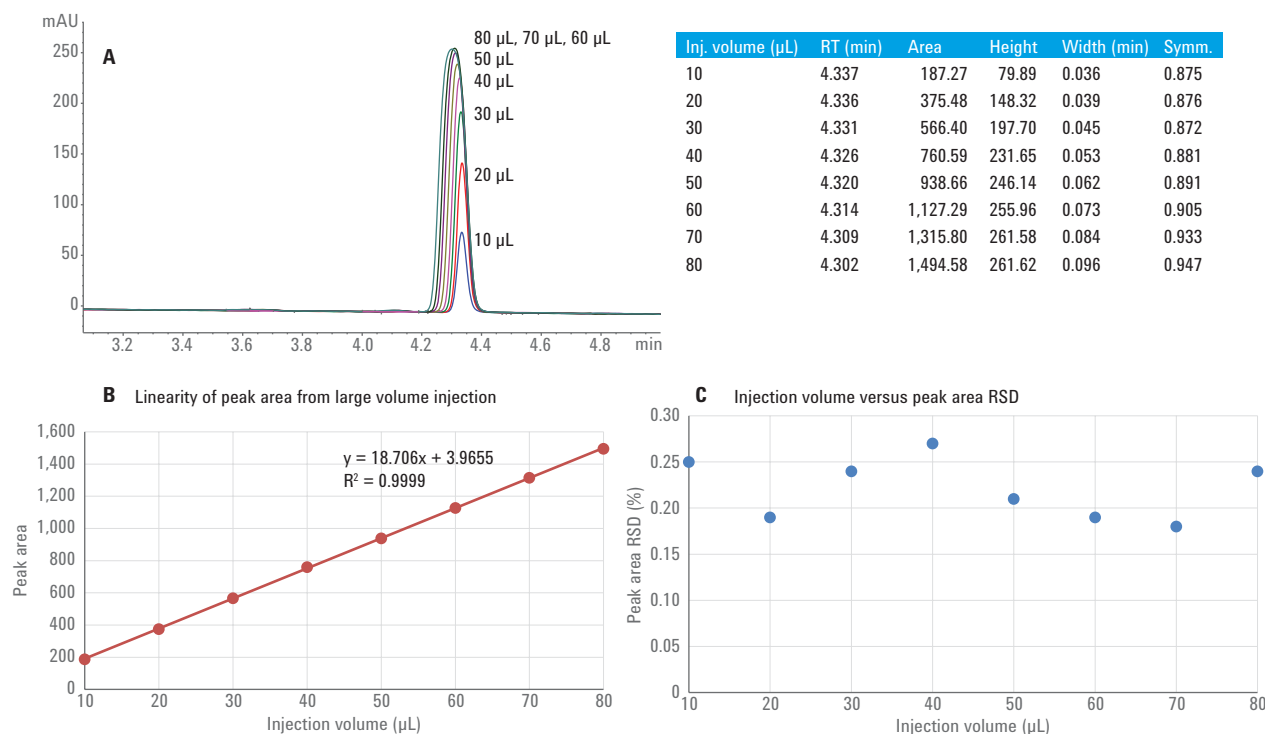 mAU
A
250
200
150
100
50
0
80 µL, 70 µL, 60 µL
50 µL
40 µL
30 µL
20 µL
10 µL
3.2 3.4 3.6 3.8 4.0 4.2 4.4 4.6 4.8 min
Inj. volume (µL) RT (min) Area Height Width (min) Symm.
10 4.337 187.27 79.89 0.036 0.875
20 4.336 375.48 148.32 0.039 0.876
30 4.331 566.40 197.70 0.045 0.872
40 4.326 760.59 231.65 0.053 0.881
50 4.320 938.66 246.14 0.062 0.891
60 4.314 1,127.29 255.96 0.073 0.905
70 4.309 1,315.80 261.58 0.084 0.933
80 4.302 1,494.58 261.62 0.096 0.947
B Linearity of peak area from large volume injection
Peak area
1,600
1,400
1,200
1,000
800
600
400
200
0
y = 18.706x + 3.9655
R² = 0.9999
10 20 30 40 50 60 70 80
Injection volume (µL)
C Injection volume versus peak area RSD
Peak area RSD (%)
0.30
0.25
0.20
0.15
0.10
0.05
0
10 20 30 40 50 60 70 80
Injection volume (µL)